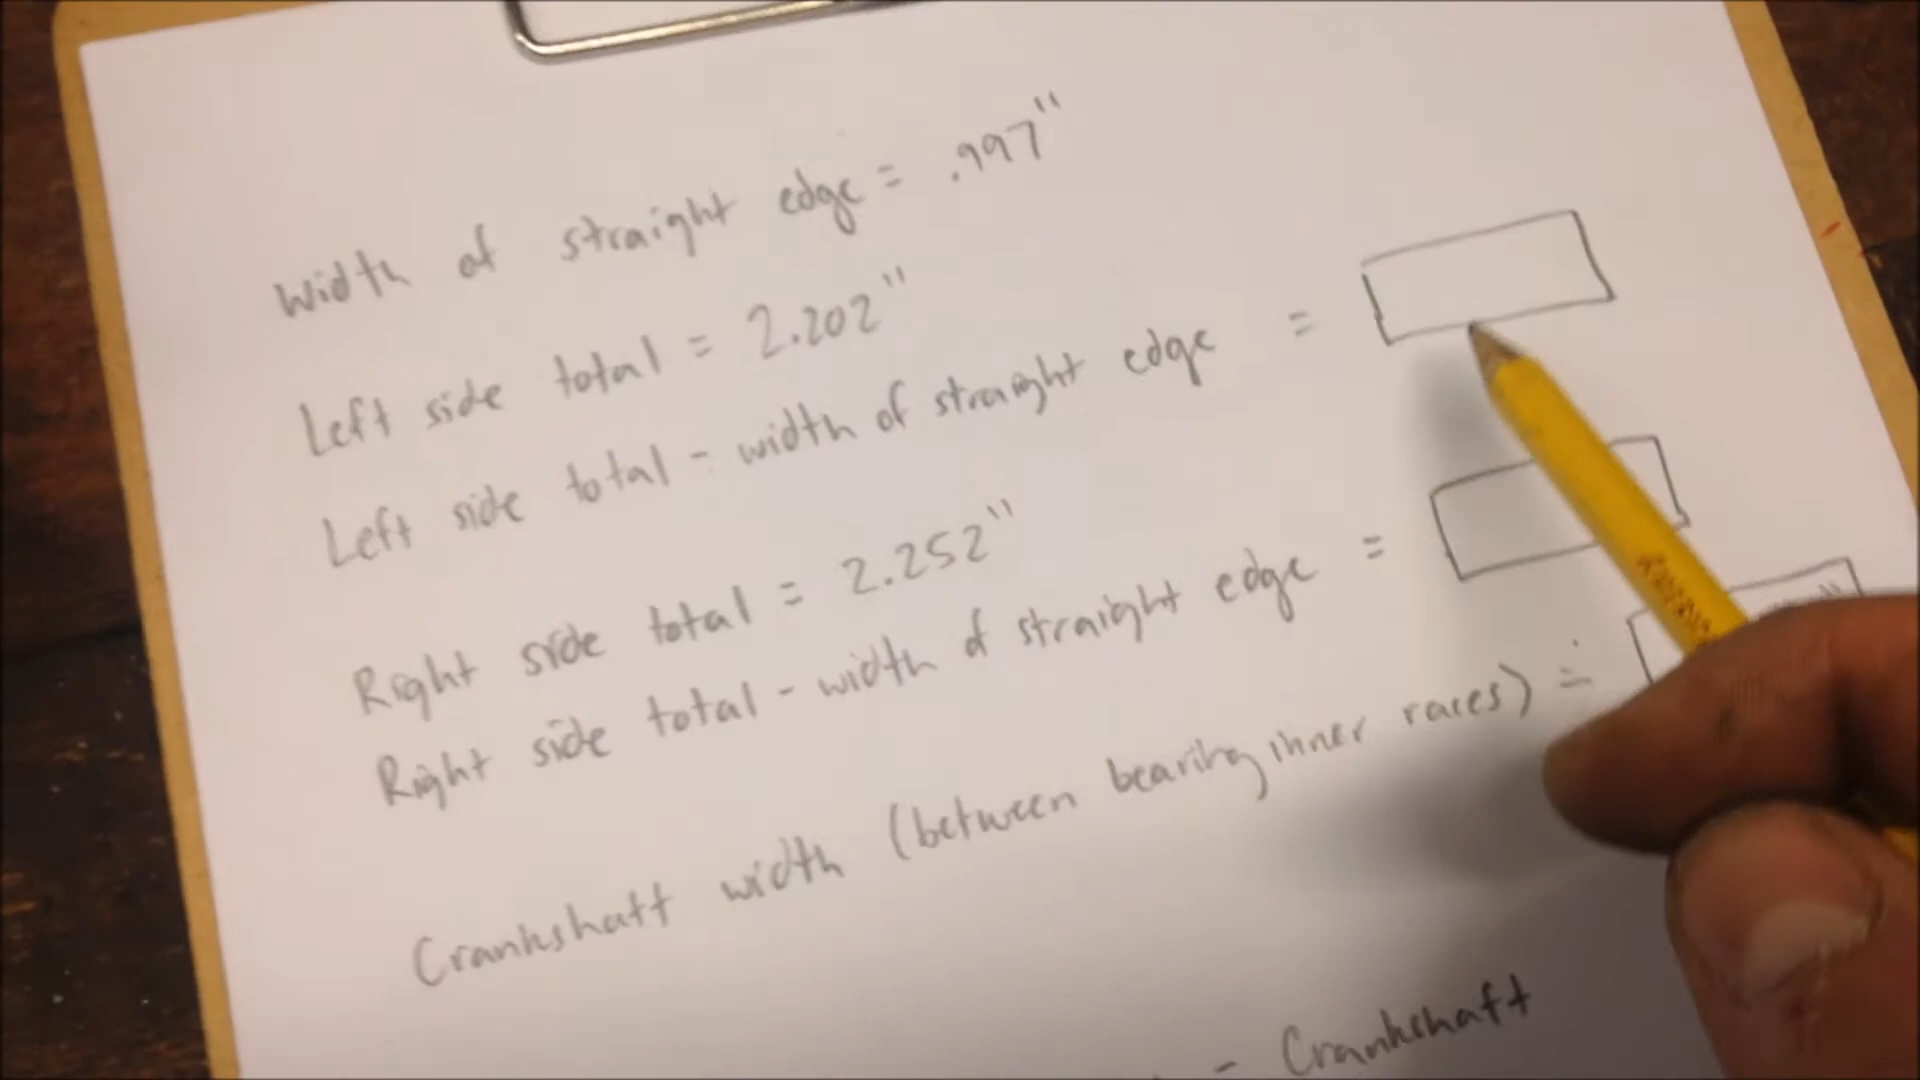 Width of straight edge = .997"
Left side total = 2.202"
Left side total - width of straight edge =
Right side total = 2.252"
Right side total - width of straight edge =
Crankshaft width (between bearing inner races) =
- Crankshaft